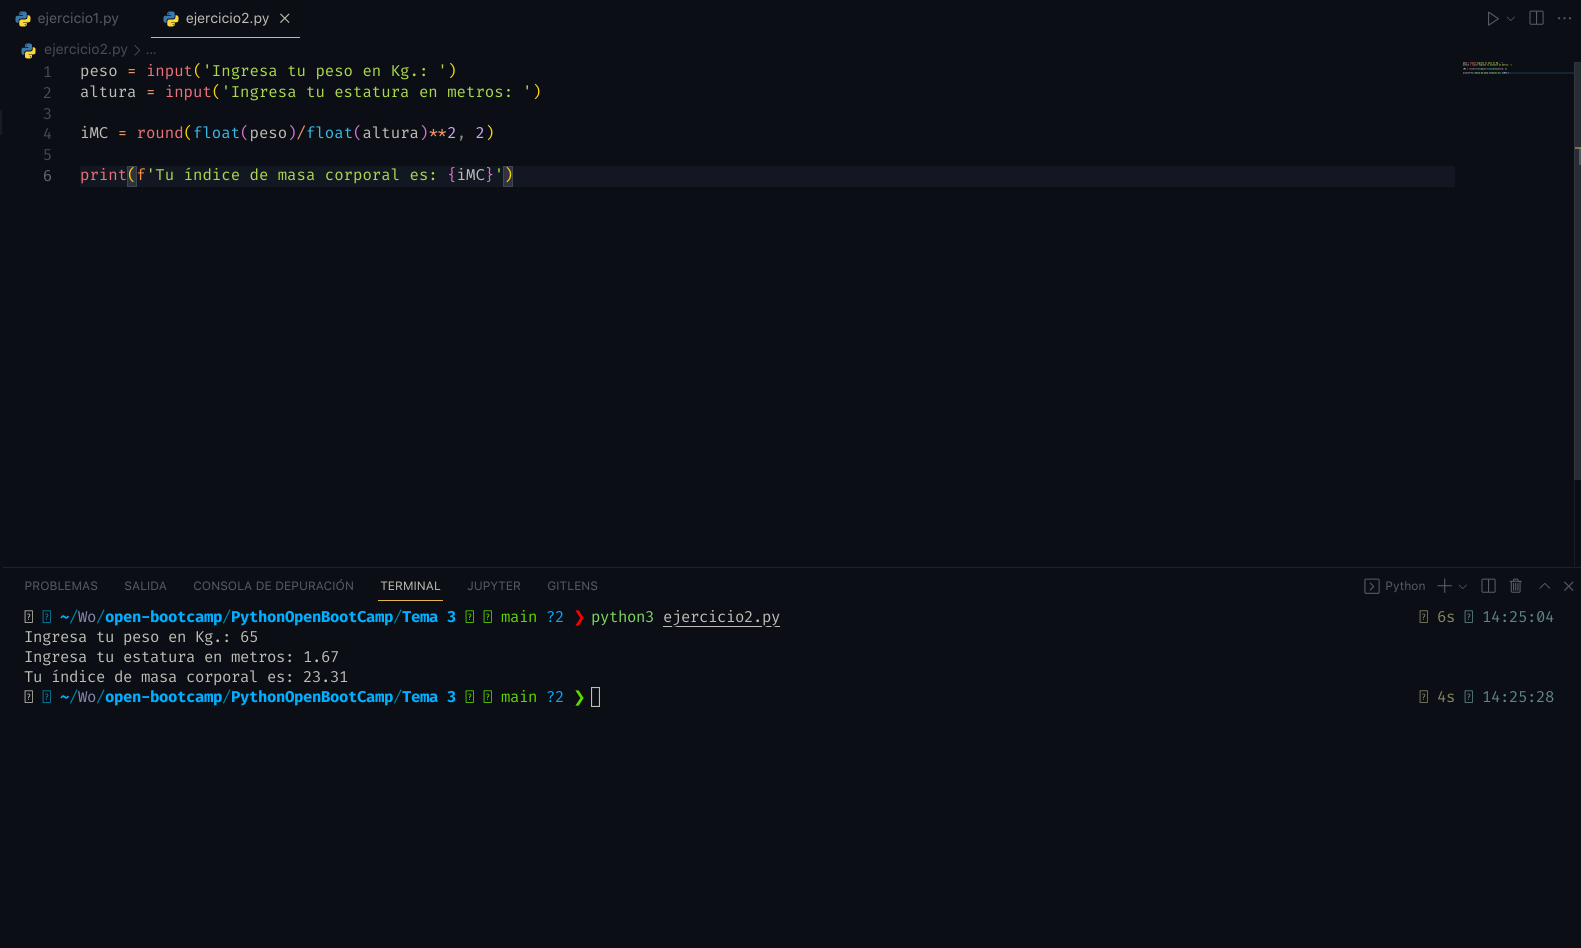 ejercicio1.py ejercicio2.py
ejercicio2.py > ...
1 peso = input('Ingresa tu peso en Kg.: ')
2 altura = input('Ingresa tu estatura en metros: ')
3
4 iMC = round(float(peso)/float(altura)**2, 2)
5
6 print(f'Tu índice de masa corporal es: {iMC}')
PROBLEMAS SALIDA CONSOLA DE DEPURACIÓN TERMINAL JUPYTER GITLENS Python
~/Wo/open-bootcamp/PythonOpenBootCamp/Tema 3 main ?2 ❯ python3 ejercicio2.py 6s 14:25:04
Ingresa tu peso en Kg.: 65
Ingresa tu estatura en metros: 1.67
Tu índice de masa corporal es: 23.31
~/Wo/open-bootcamp/PythonOpenBootCamp/Tema 3 main ?2 ❯ 4s 14:25:28